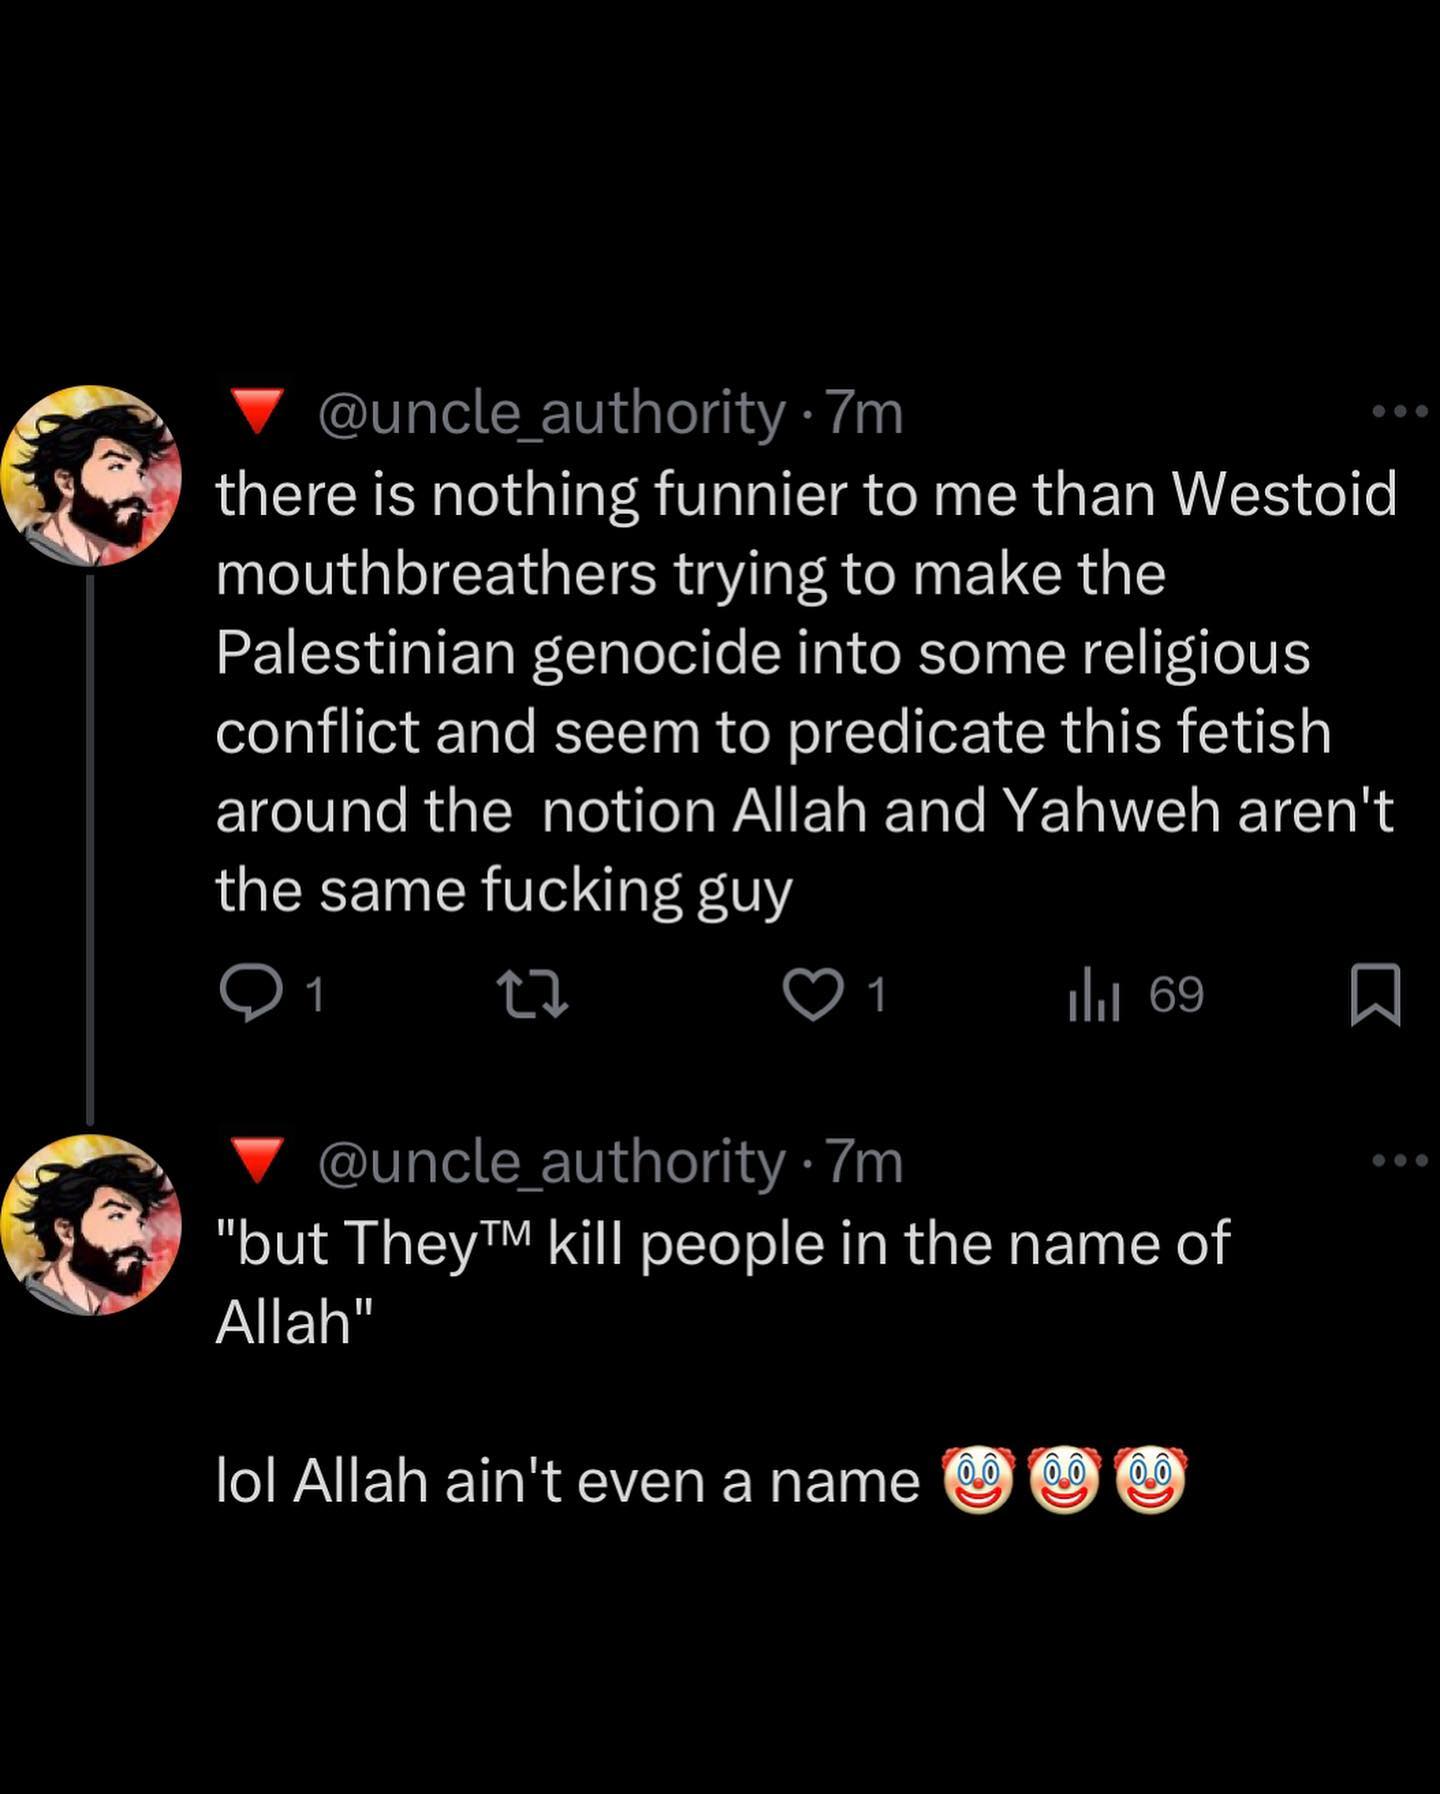 🔻 @uncle_authority · 7m
there is nothing funnier to me than Westoid
mouthbreathers trying to make the
Palestinian genocide into some religious
conflict and seem to predicate this fetish
around the  notion Allah and Yahweh aren't
the same fucking guy
1 1 69
🔻 @uncle_authority · 7m
"but They™ kill people in the name of
Allah"
lol Allah ain't even a name 🤡🤡🤡